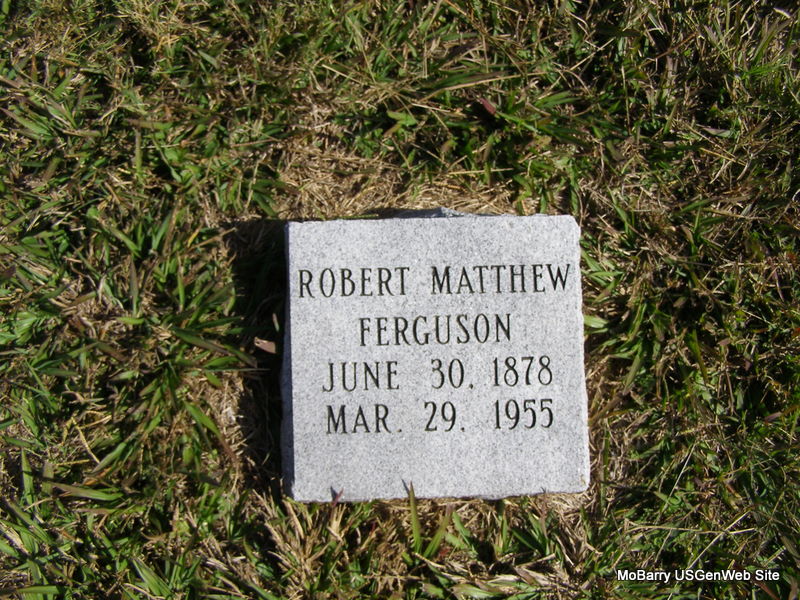 ROBERT MATTHEW
FERGUSON
JUNE 30, 1878
MAR. 29, 1955
MoBarry USGenWeb Site